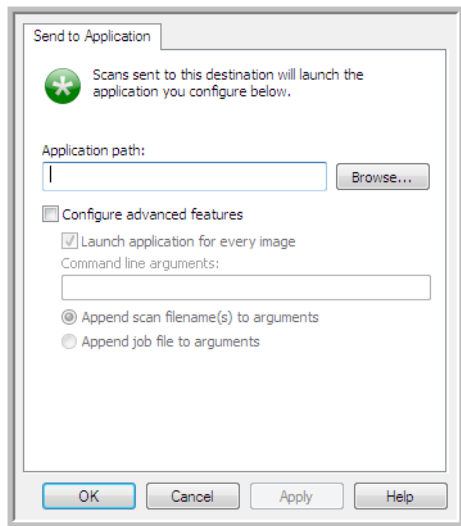 Send to Application
Scans sent to this destination will launch the
application you configure below.
Application path:
Browse...
Configure advanced features
Launch application for every image
Command line arguments:
Append scan filename(s) to arguments
Append job file to arguments
OK Cancel Apply Help